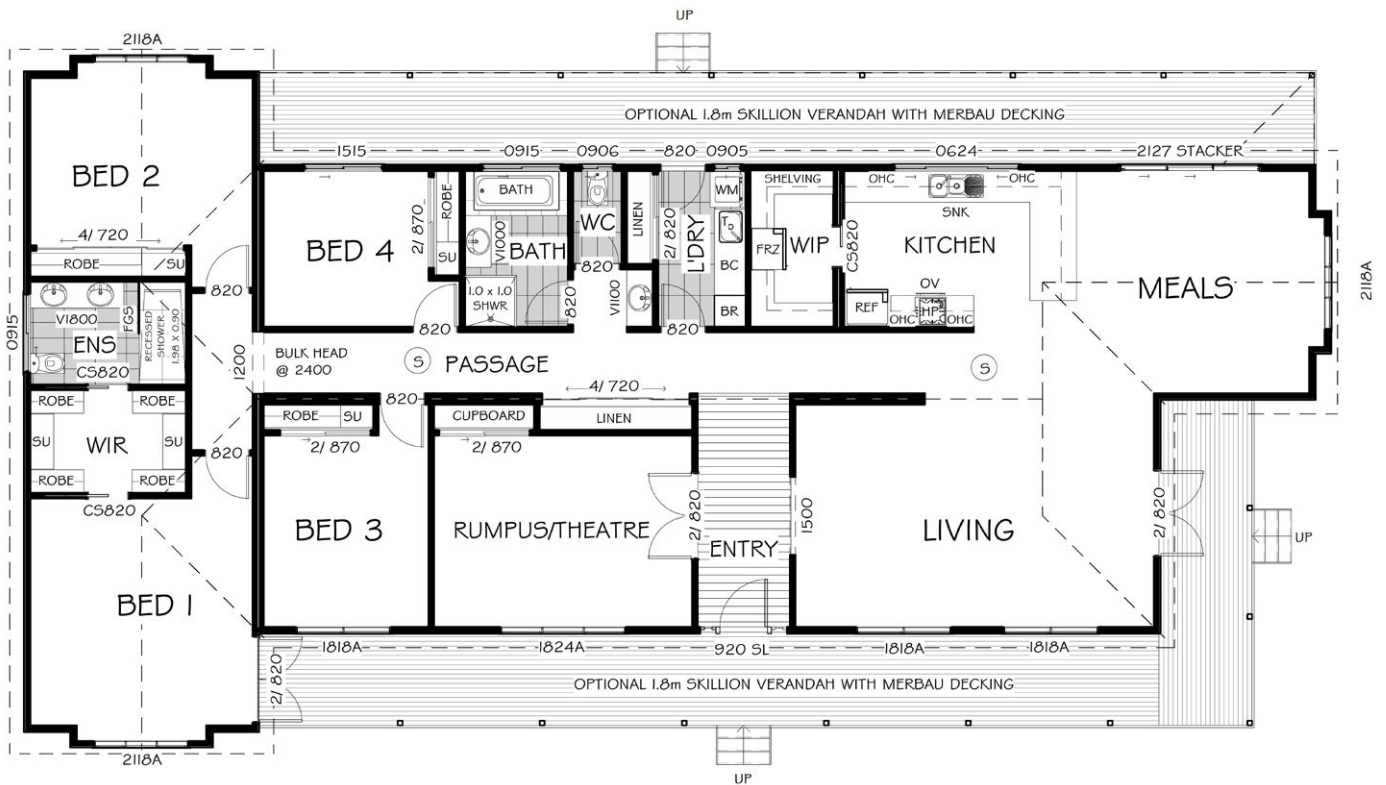 UP
2118A
OPTIONAL 1.8m SKILLION VERANDAH WITH MERBAU DECKING
1515
0915
0906
820
0905
0624
2127 STACKER
BED 2
4/ 720
ROBE
SU
820
BED 4
2/ 870
ROBE
SU
820
BATH
V1000
BATH
1.0 x 1.0
SHWR
820
WC
820
V1100
LINEN
2/ 820
L'DRY
WM
BC
BR
820
SHELVING
FRZ
WIP
CS820
OHC
OHC
SNK
KITCHEN
OV
REF
OHC
HP
OHC
MEALS
2118A
0915
V1800
ENS
CS820
FGS
RECESSED
SHOWER
1.98 X 0.90
1200
BULK HEAD
@ 2400
S
PASSAGE
S
ROBE
ROBE
SU
WIR
SU
ROBE
ROBE
820
CS820
820
ROBE
SU
2/ 870
BED 3
CUPBOARD
2/ 870
4/ 720
LINEN
RUMPUS/THEATRE
2/ 820
ENTRY
1500
LIVING
2/ 820
UP
BED 1
2/ 820
1818A
1824A
920 SL
1818A
1818A
OPTIONAL 1.8m SKILLION VERANDAH WITH MERBAU DECKING
2118A
UP